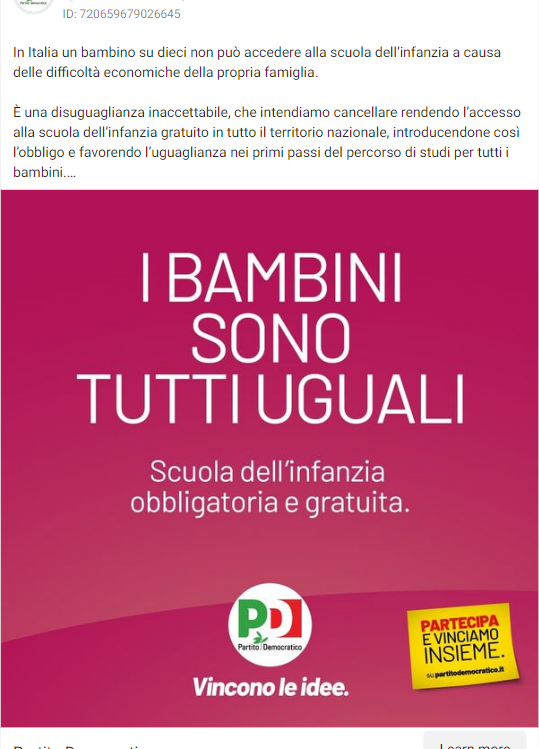 ID: 720659679026645
In Italia un bambino su dieci non può accedere alla scuola dell'infanzia a causa
delle difficoltà economiche della propria famiglia.
È una disuguaglianza inaccettabile, che intendiamo cancellare rendendo l'accesso
alla scuola dell'infanzia gratuito in tutto il territorio nazionale, introducendone così
l'obbligo e favorendo l'uguaglianza nei primi passi del percorso di studi per tutti i
bambini....
I BAMBINI
SONO
TUTTI UGUALI
Scuola dell'infanzia
obbligatoria e gratuita.
PD
Partito Democratico
Vincono le idee.
PARTECIPA
E VINCIAMO
INSIEME.
su partitodemocratico.it